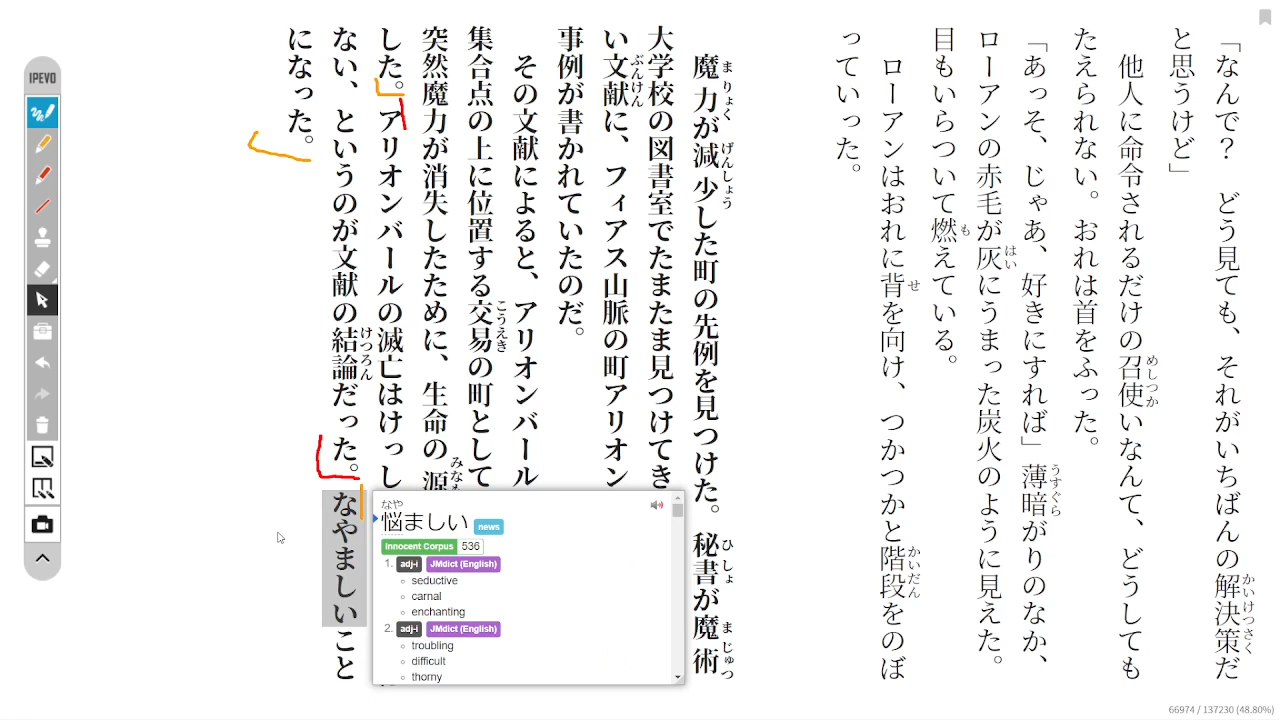 「なんで？　どう見ても、それがいちばんの解決策だ
と思うけど」
他人に命令されるだけの召使いなんて、どうしても
たえられない。おれは首をふった。
「あっそ、じゃあ、好きにすれば」薄暗がりのなか、
ローアンの赤毛が灰にうまった炭火のように見えた。
目もいらついて燃えている。
ローアンはおれに背を向け、つかつかと階段をのぼ
っていった。
魔力が減少した町の先例を見つけた。秘書が魔術
大学校の図書室でたまたま見つけてき
い文献に、フィアス山脈の町アリオン
事例が書かれていたのだ。
その文献によると、アリオンバール
集合点の上に位置する交易の町として
突然魔力が消失したために、生命の源
した。アリオンバールの滅亡はけっし
ない、というのが文献の結論だった。なやましいこと
になった。
IPEVO
なや
悩ましい news
Innocent Corpus 536
1. adj-i JMdict (English)
seductive
carnal
enchanting
2. adj-i JMdict (English)
troubling
difficult
thorny
66974 / 137230 (48.80%)